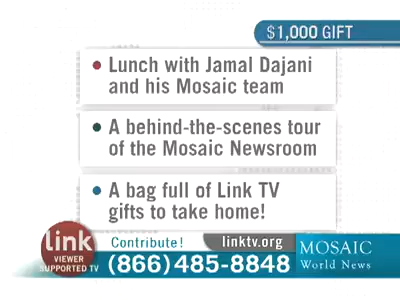 $1,000 GIFT
Lunch with Jamal Dajani
and his Mosaic team
A behind-the-scenes tour
of the Mosaic Newsroom
A bag full of Link TV
gifts to take home!
link
VIEWER
SUPPORTED TV
Contribute!
linktv.org
(866)485-8848
MOSAIC
World News